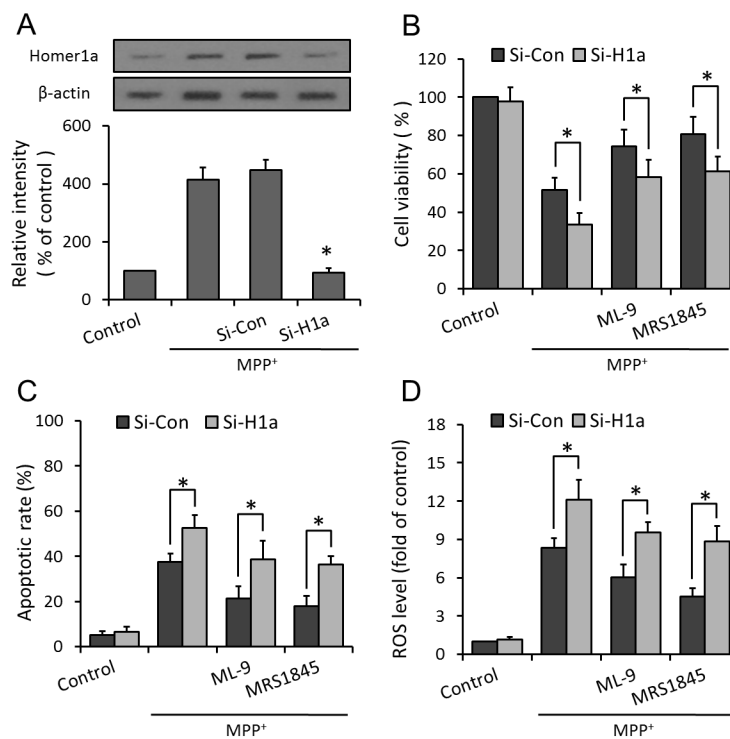 A
Homer1a
β-actin
Relative intensity
( % of control )
600
400
200
0
*
Control
Si-Con
Si-H1a
MPP⁺
B
Si-Con
Si-H1a
Cell viability ( % )
120
100
80
60
40
20
0
*
*
*
Control
ML-9
MRS1845
MPP⁺
C
Si-Con
Si-H1a
Apoptotic rate (%)
100
80
60
40
20
0
*
*
*
Control
ML-9
MRS1845
MPP⁺
D
Si-Con
Si-H1a
ROS level (fold of control)
18
15
12
9
6
3
0
*
*
*
Control
ML-9
MRS1845
MPP⁺